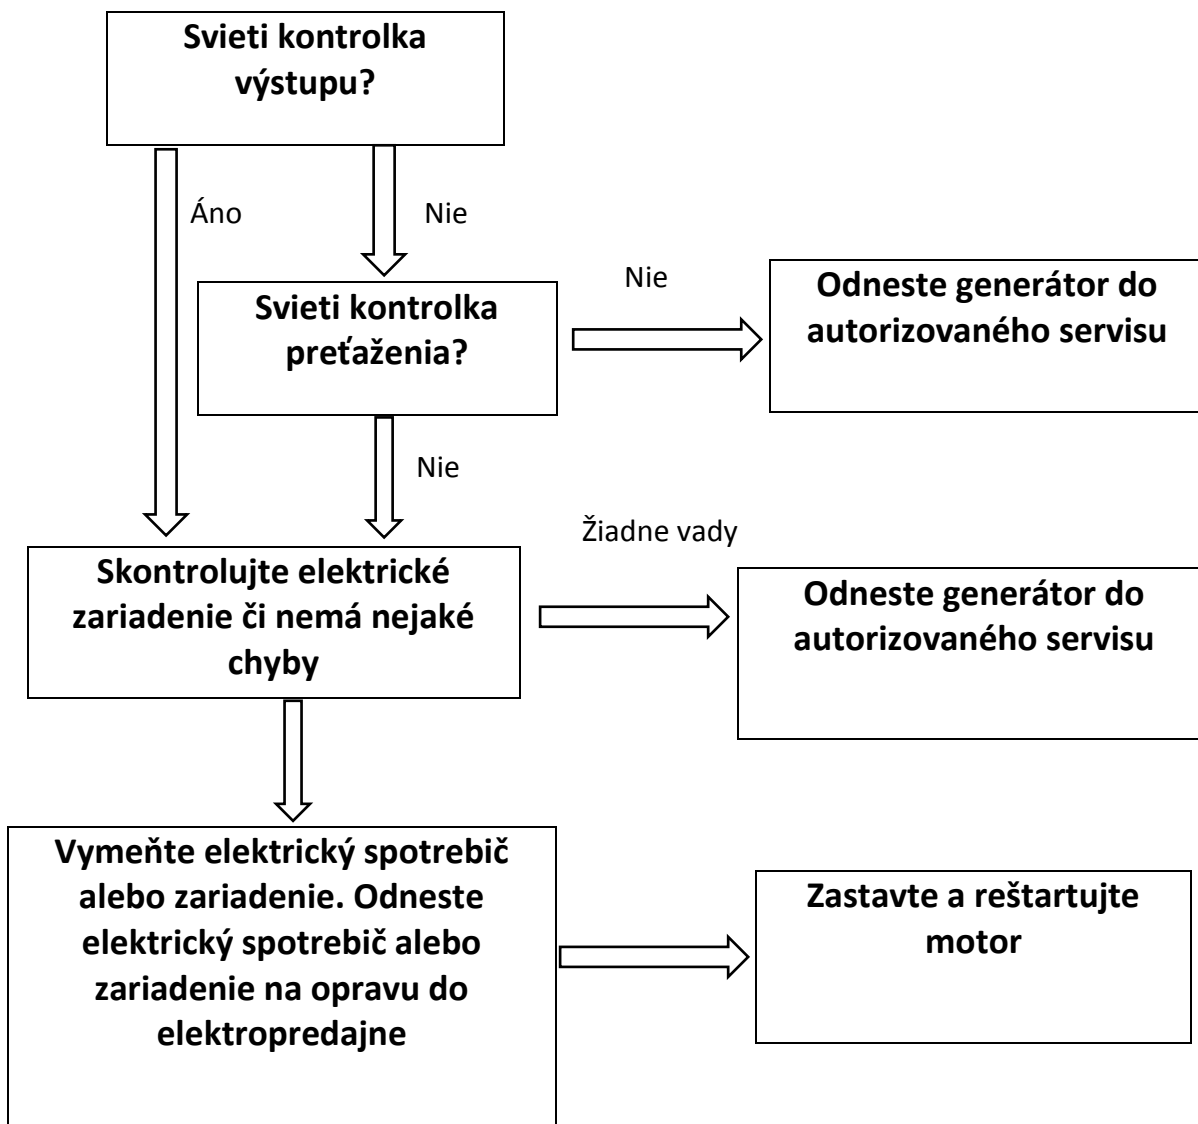 Svieti kontrolka
výstupu?
Áno
Nie
Svieti kontrolka
preťaženia?
Nie
Odneste generátor do
autorizovaného servisu
Nie
Skontrolujte elektrické
zariadenie či nemá nejaké
chyby
Žiadne vady
Odneste generátor do
autorizovaného servisu
Vymeňte elektrický spotrebič
alebo zariadenie. Odneste
elektrický spotrebič alebo
zariadenie na opravu do
elektropredajne
Zastavte a reštartujte
motor